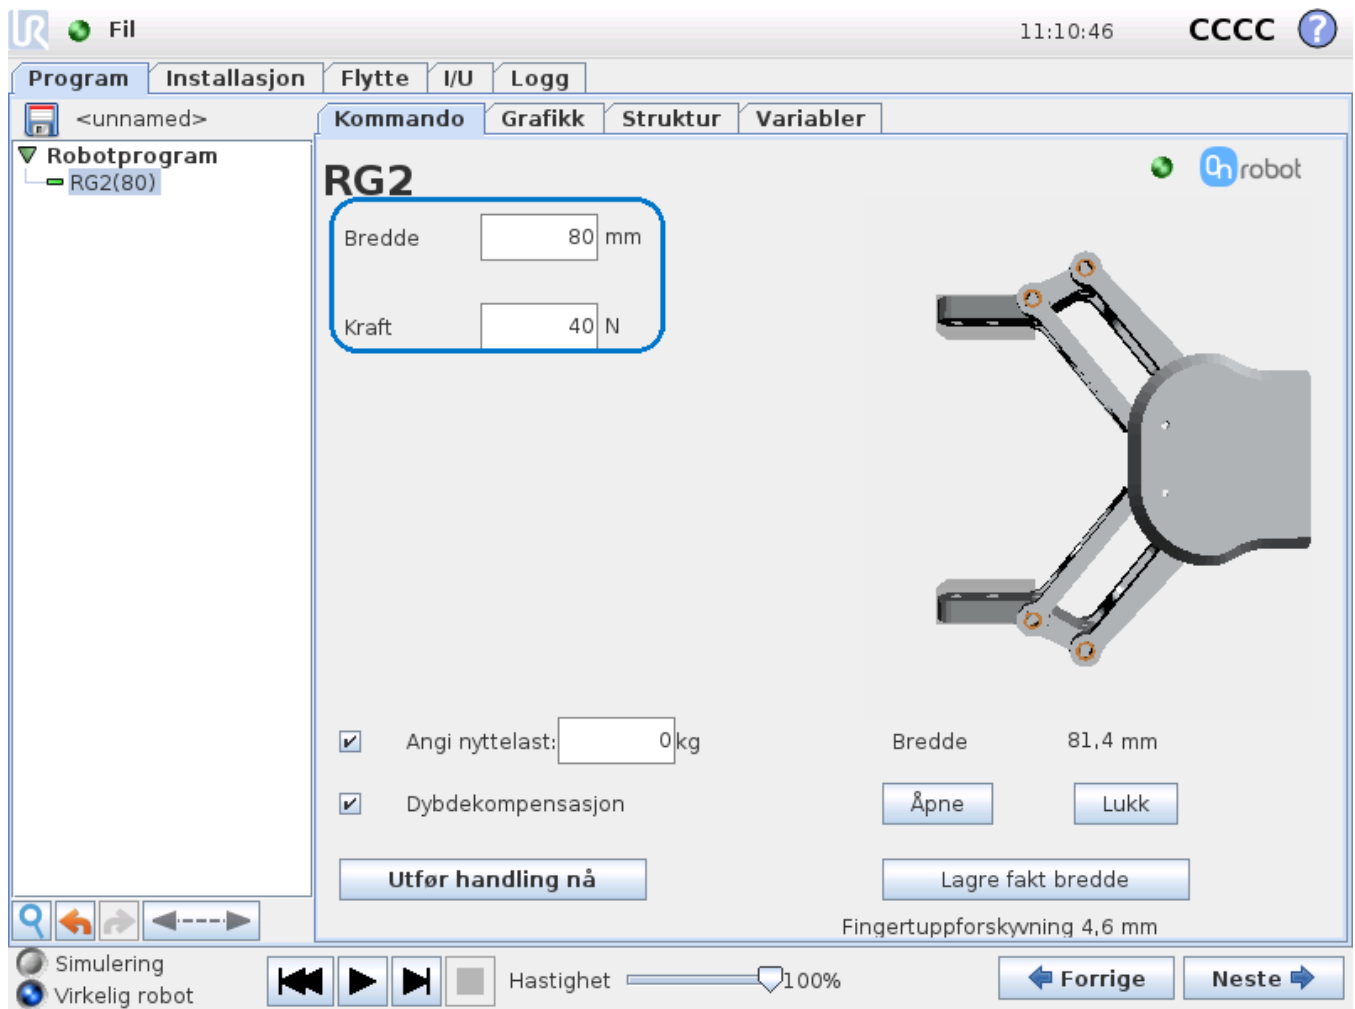 UR Fil 11:10:46 CCCC ?
Program Installasjon Flytte I/U Logg
<unnamed> Kommando Grafikk Struktur Variabler
Robotprogram
RG2(80)
RG2
On robot
Bredde 80 mm
Kraft 40 N
Angi nyttelast: 0 kg Bredde 81,4 mm
Dybdekompensasjon Åpne Lukk
Utfør handling nå Lagre fakt bredde
Fingertuppforskyvning 4,6 mm
Simulering
Virkelig robot
Hastighet 100% Forrige Neste